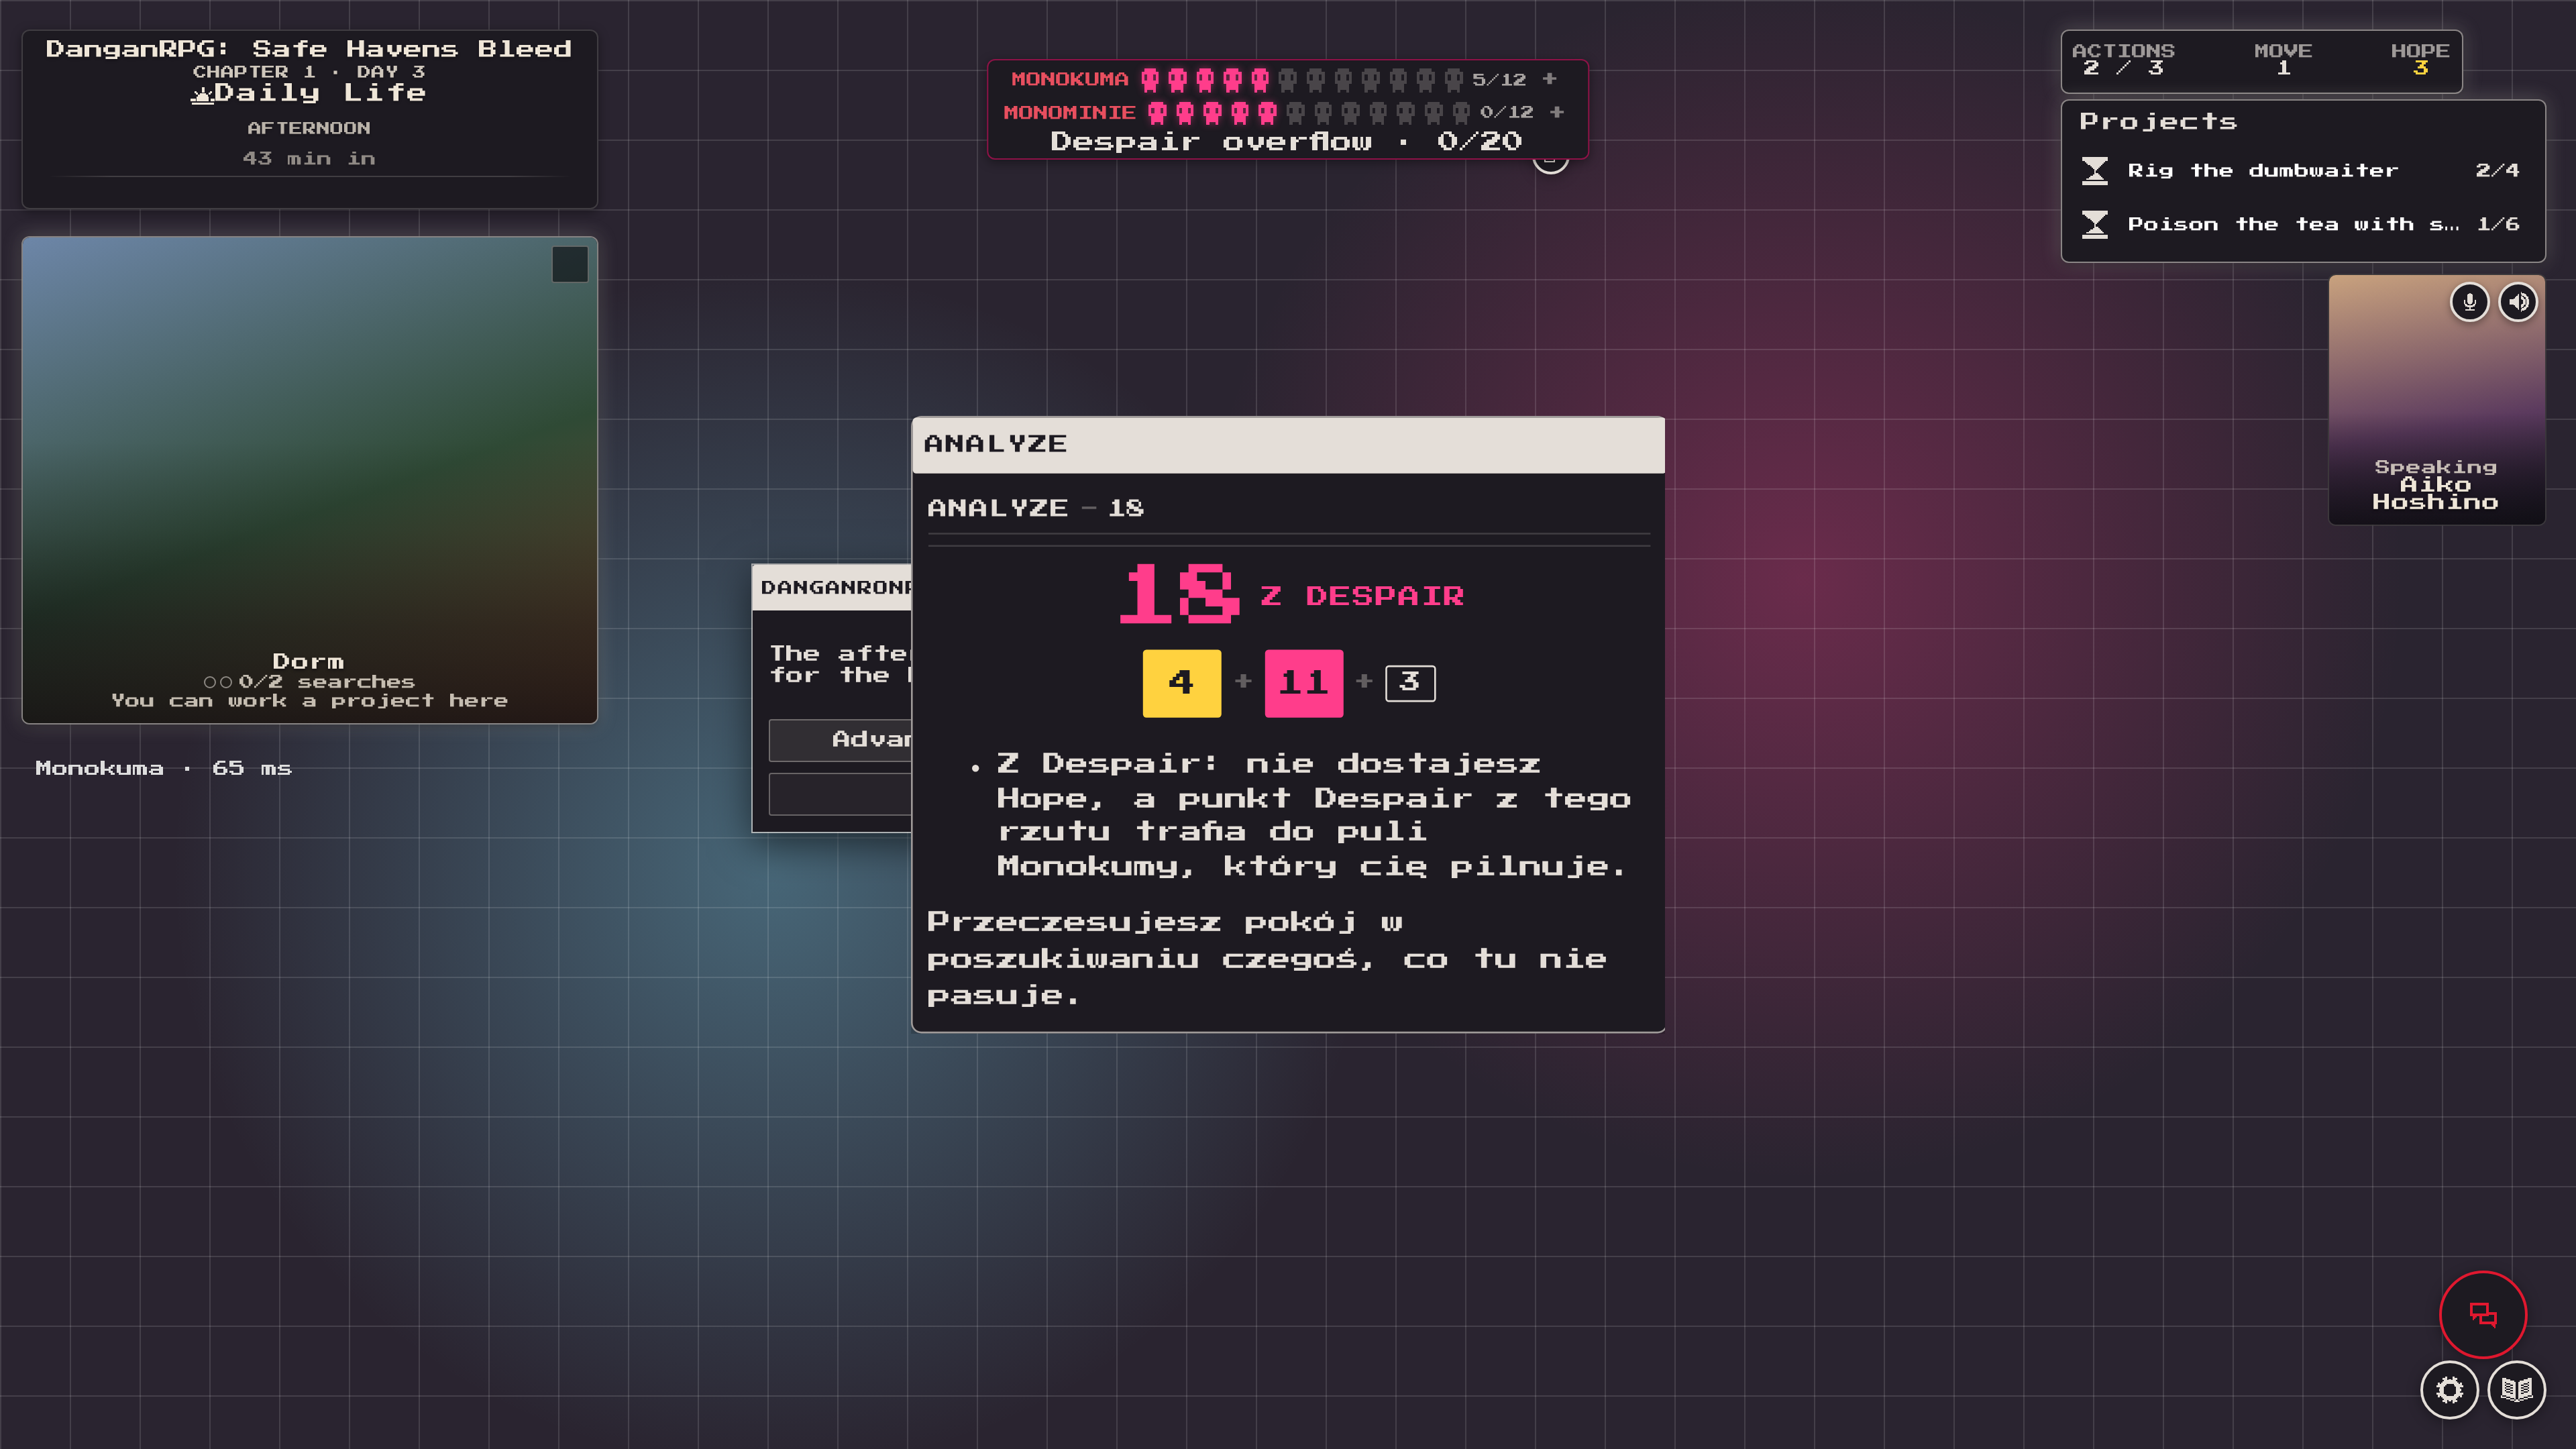 DanganRPG: Safe Havens Bleed
CHAPTER 1 · DAY 3
Daily Life
AFTERNOON
43 min in
MONOKUMA 5/12 +
MONOMINIE 0/12 +
Despair overflow · 0/20
ACTIONS MOVE HOPE
2 / 3 1 3
Projects
Rig the dumbwaiter 2/4
Poison the tea with s… 1/6
Speaking
Aiko
Hoshino
Dorm
0/2 searches
You can work a project here
Monokuma · 65 ms
The
for the
ANALYZE
ANALYZE — 18
18 Z DESPAIR
4 + 11 + 3
• Z Despair: nie dostajesz
Hope, a punkt Despair z tego
rzutu trafia do puli
Monokumy, który cię pilnuje.
Przeczesujesz pokój w
poszukiwaniu czegoś, co tu nie
pasuje.